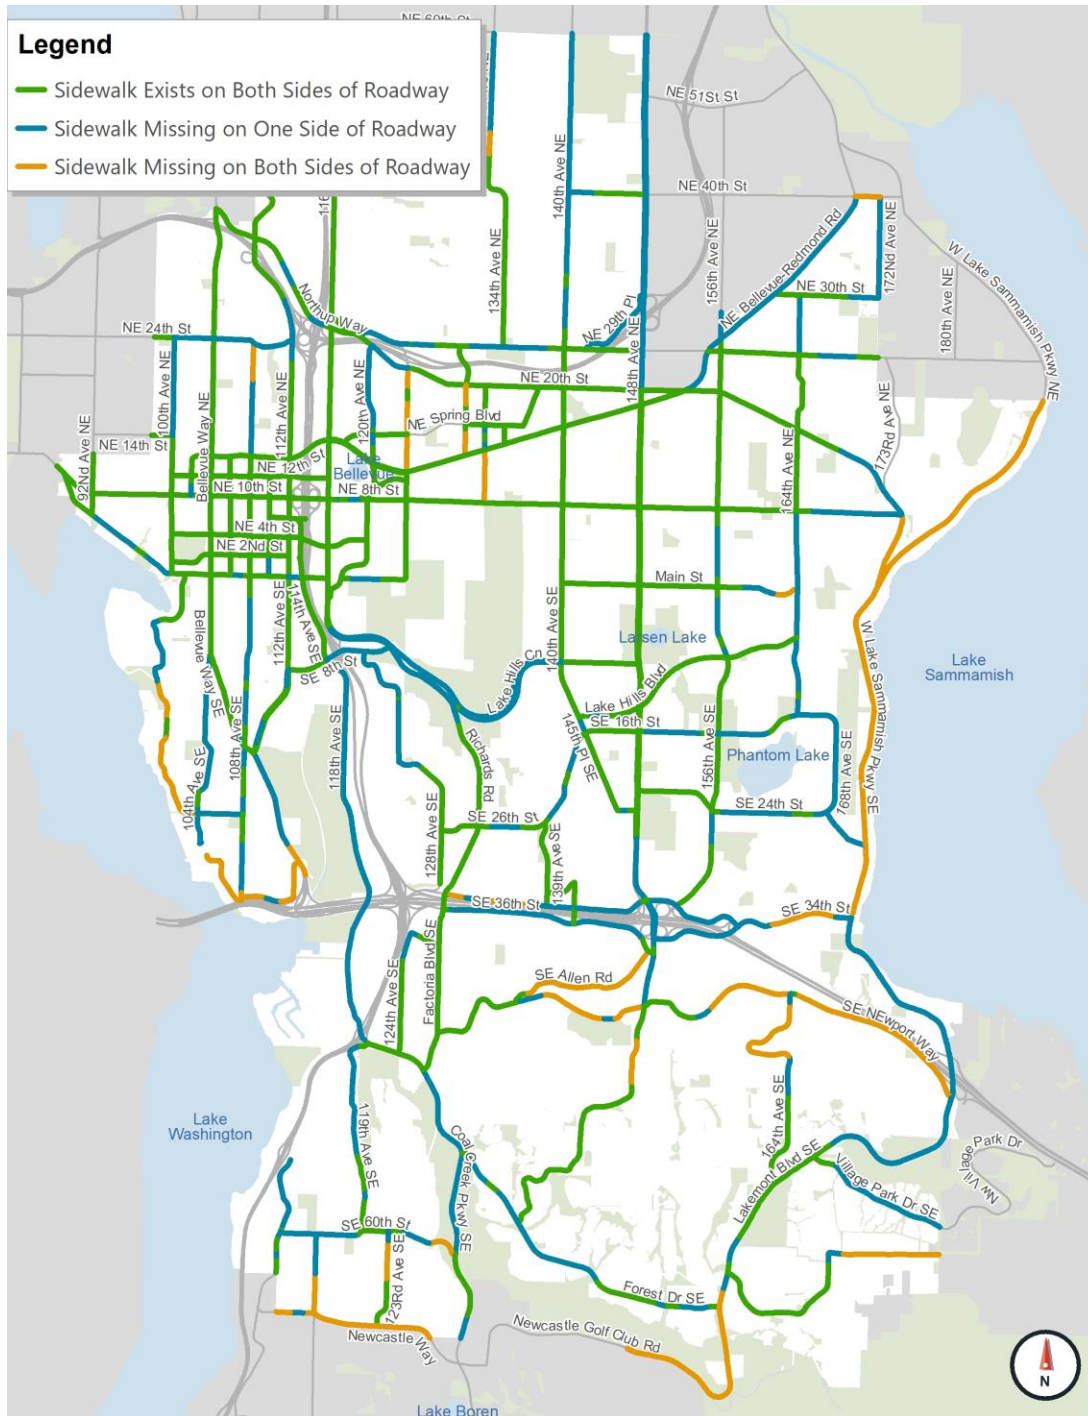 NE 60th St
Legend
Sidewalk Exists on Both Sides of Roadway
Sidewalk Missing on One Side of Roadway
Sidewalk Missing on Both Sides of Roadway
NE 51St St
NE 40th St
140th Ave NE
116
134th Ave NE
156th Ave NE
NE Bellevue-Redmond Rd
172Nd Ave NE
W Lake Sammamish Pkwy NE
180th Ave NE
NE 30th St
Northup Way
NE 29th Pl
NE 24th St
100th Ave NE
Bellevue Way NE
112th Ave NE
120th Ave NE
NE 20th St
148th Ave NE
NE Spring Blvd
173Rd Ave NE
164th Ave NE
92Nd Ave NE
NE 14th St
NE 12th St
Lake
Bellevue
NE 10th St
NE 8th St
NE 4th St
NE 2Nd St
Main St
112th Ave SE
114th Ave SE
Bellevue Way SE
SE 8th St
140th Ave SE
Larsen Lake
Lake Hills Cn
Lake Hills Blvd
W Lake Sammamish Pkwy SE
Lake
Sammamish
SE 16th St
145th Pl SE
156th Ave SE
Phantom Lake
168th Ave SE
104th Ave SE
108th Ave SE
118th Ave SE
Richards Rd
SE 24th St
SE 26th St
128th Ave SE
139th Ave SE
SE 36th St
SE 34th St
Factoria Blvd SE
124th Ave SE
SE Allen Rd
SE NEwport Way
Lake
Washington
119th Ave SE
Coal Creek Pkwy SE
164th Ave SE
Lakemont Blvd SE
Village Park Dr SE
NW Village Park Dr
SE 60th St
123Rd Ave SE
Forest Dr SE
Newcastle Way
Newcastle Golf Club Rd
Lake Boren
N